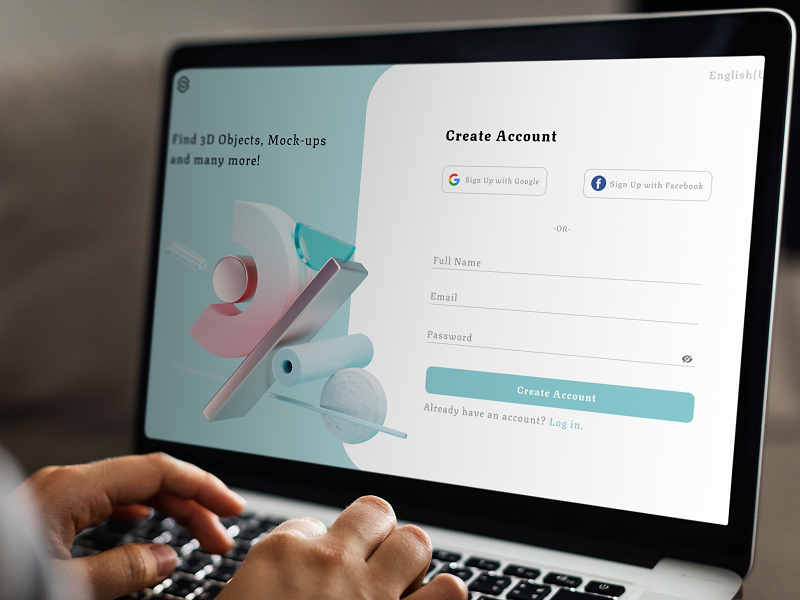 Find 3D Objects, Mock-ups
and many more!
English(U
Create Account
Sign Up with Google
Sign Up with Facebook
-OR-
Full Name
Email
Password
Create Account
Already have an account? Log in.